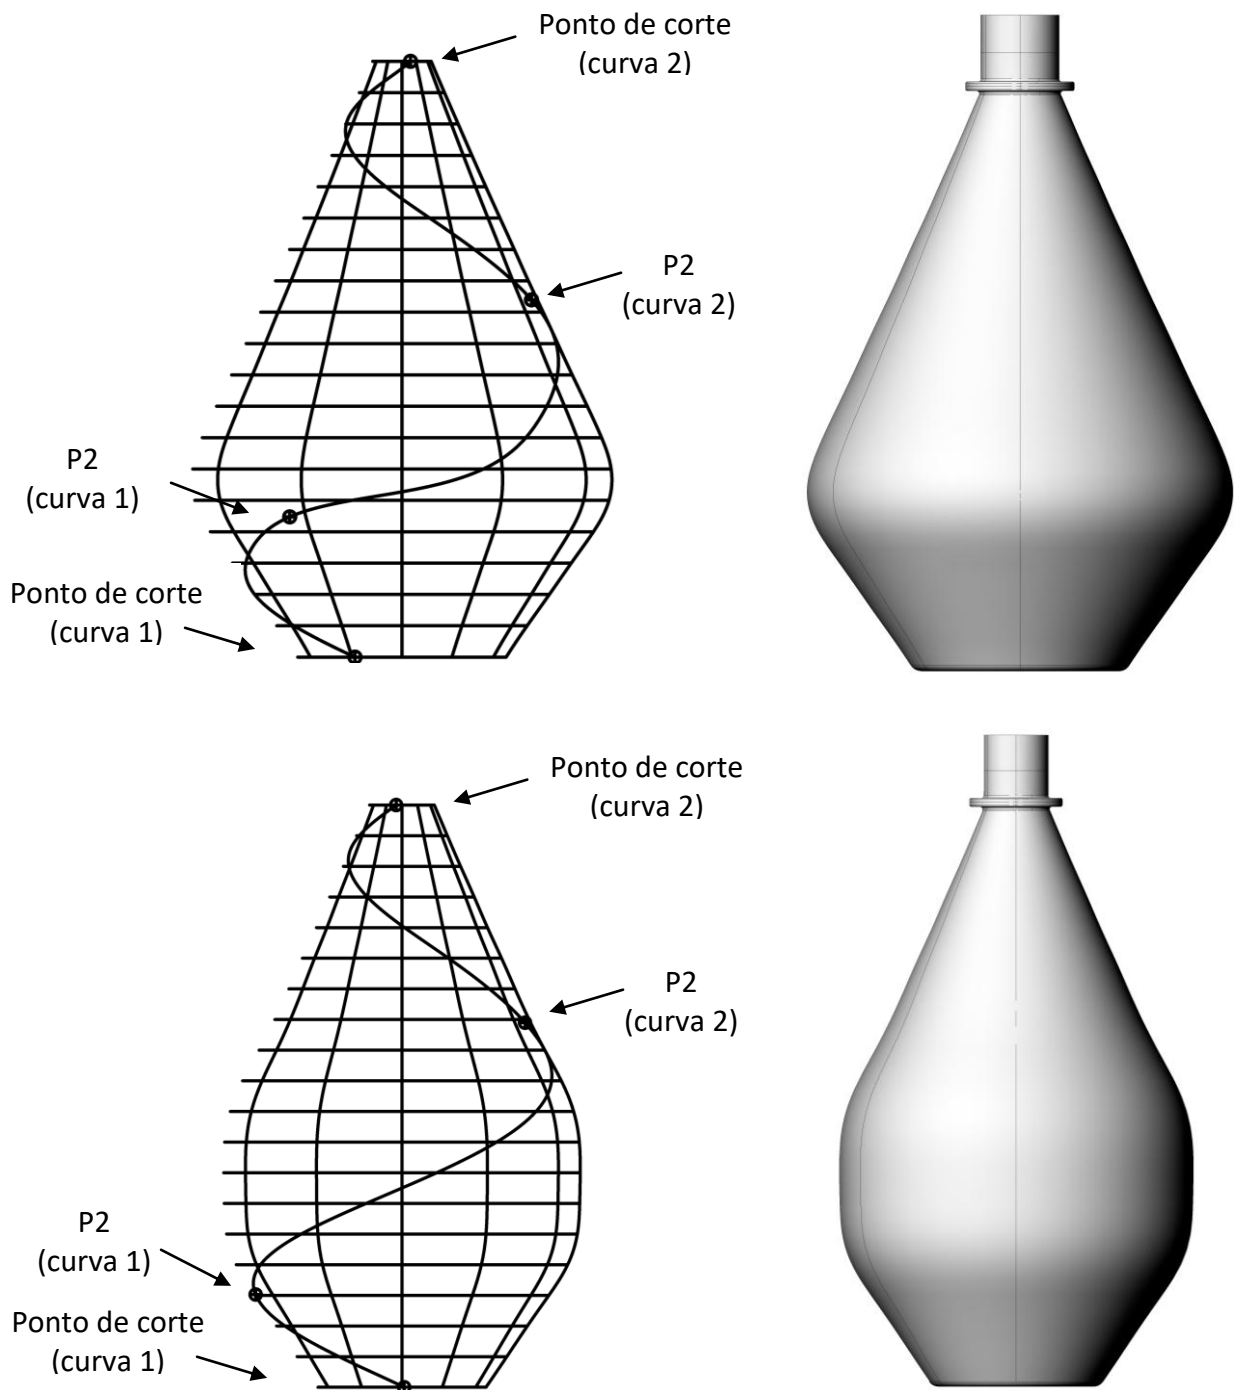 Ponto de corte
(curva 2)
P2
(curva 2)
P2
(curva 1)
Ponto de corte
(curva 1)
Ponto de corte
(curva 2)
P2
(curva 2)
P2
(curva 1)
Ponto de corte
(curva 1)